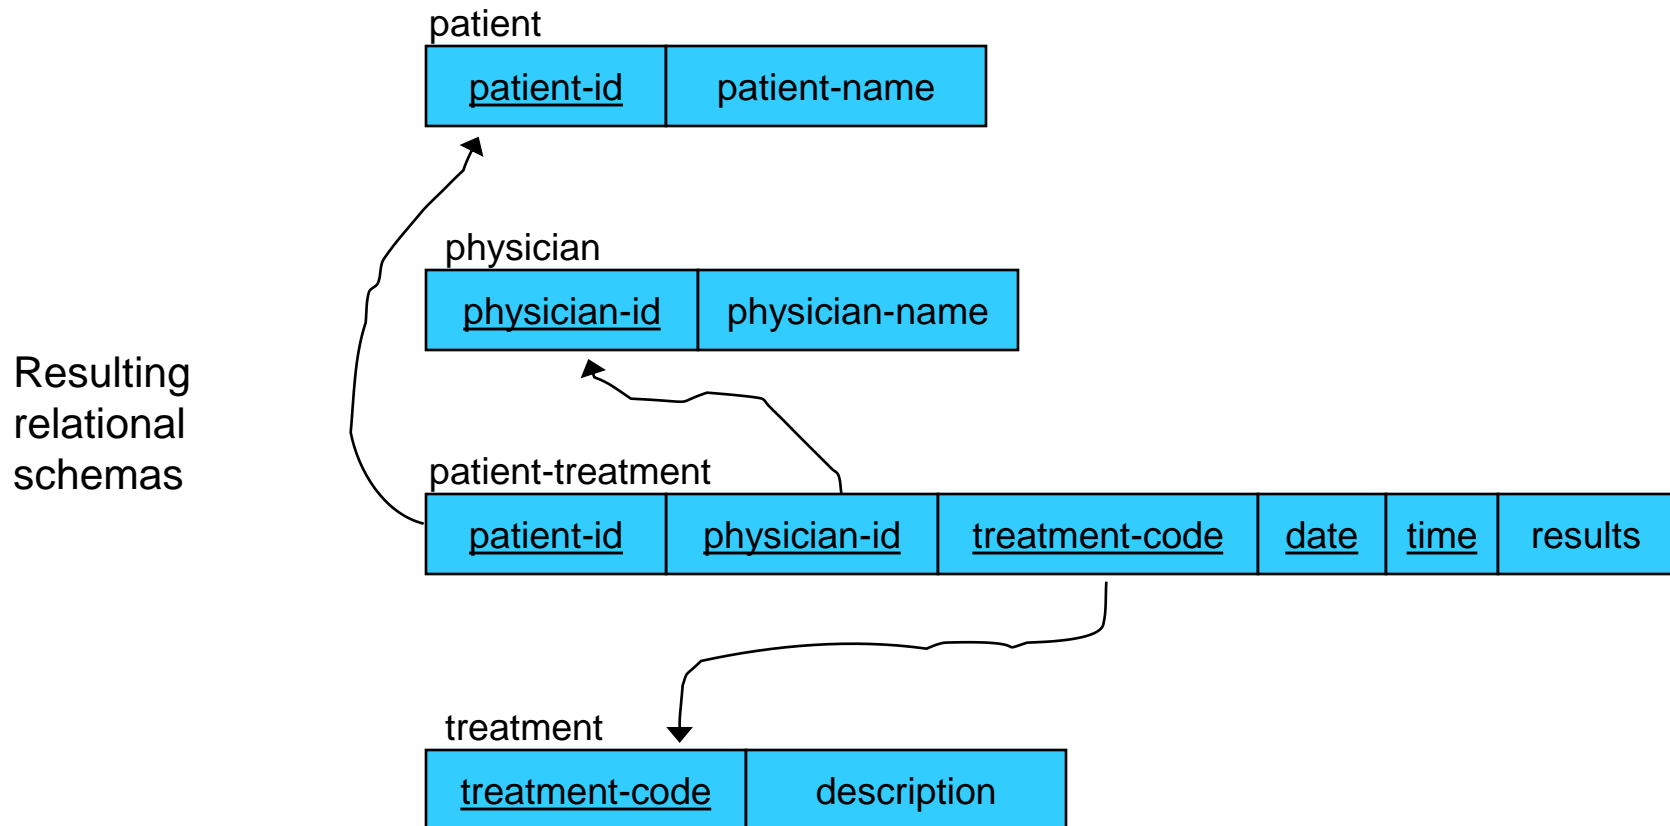 patient
patient-id patient-name
physician
physician-id physician-name
Resulting
relational
schemas
patient-treatment
patient-id physician-id treatment-code date time results
treatment
treatment-code description